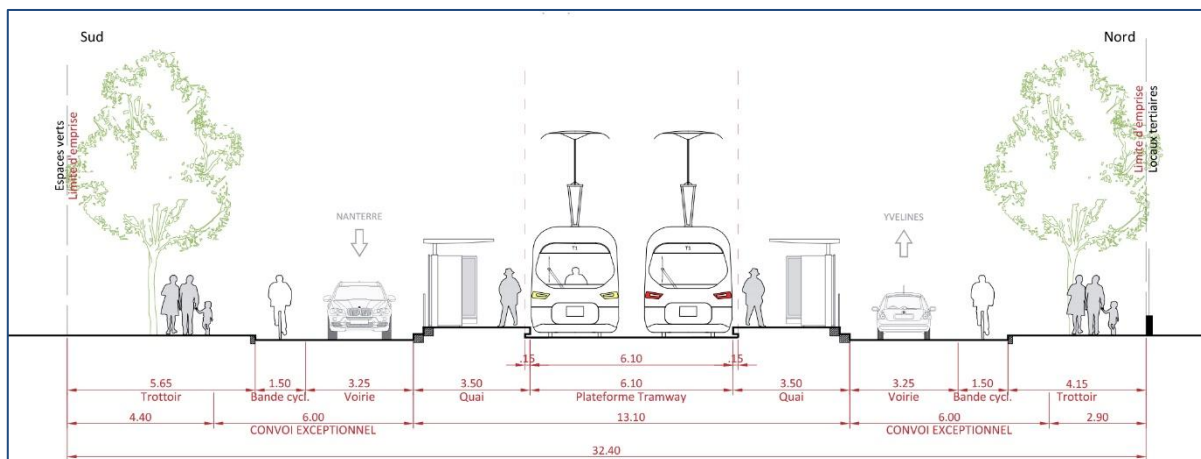 Sud
Nord
Espaces verts
Limite d'emprise
Limite d'emprise
Locaux tertiaires
NANTERRE
YVELINES
T1
T1
.15
6.10
.15
5.65
1.50
3.25
3.50
6.10
3.50
3.25
1.50
4.15
Trottoir
Bande cycl.
Voirie
Quai
Plateforme Tramway
Quai
Voirie
Bande cycl.
Trottoir
4.40
6.00
13.10
6.00
2.90
CONVOI EXCEPTIONNEL
CONVOI EXCEPTIONNEL
32.40